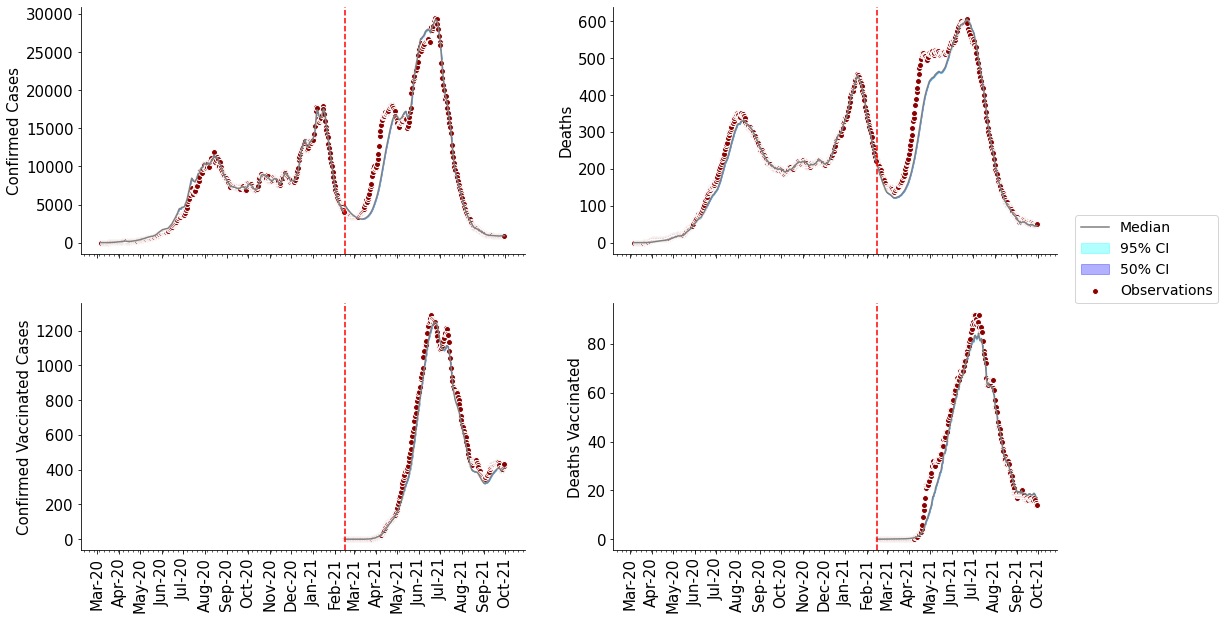 Confirmed Cases
30000
25000
20000
15000
10000
5000
0
Deaths
600
500
400
300
200
100
0
Median
95% CI
50% CI
Observations
Confirmed Vaccinated Cases
1200
1000
800
600
400
200
0
Mar-20
Apr-20
May-20
Jun-20
Jul-20
Aug-20
Sep-20
Oct-20
Nov-20
Dec-20
Jan-21
Feb-21
Mar-21
Apr-21
May-21
Jun-21
Jul-21
Aug-21
Sep-21
Oct-21
Deaths Vaccinated
80
60
40
20
0
Mar-20
Apr-20
May-20
Jun-20
Jul-20
Aug-20
Sep-20
Oct-20
Nov-20
Dec-20
Jan-21
Feb-21
Mar-21
Apr-21
May-21
Jun-21
Jul-21
Aug-21
Sep-21
Oct-21